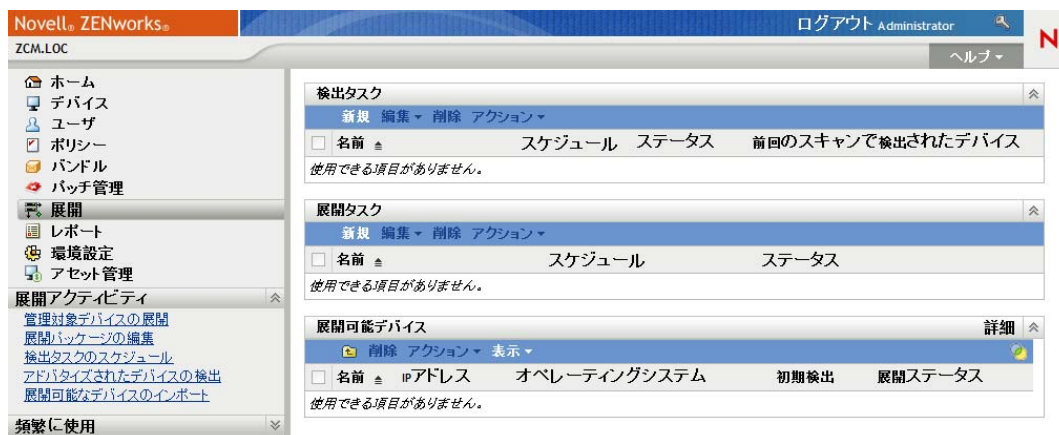 Novell® ZENworks®
ログアウト Administrator
ZCM.LOC
ヘルプ
N
ホーム
デバイス
ユーザ
ポリシー
バンドル
パッチ管理
展開
レポート
環境設定
アセット管理
展開アクティビティ
管理対象デバイスの展開
展開パッケージの編集
検出タスクのスケジュール
アドバタイズされたデバイスの検出
展開可能なデバイスのインポート
頻繁に使用
検出タスク
新規 編集 削除 アクション
名前 スケジュール ステータス 前回のスキャンで検出されたデバイス
使用できる項目がありません。
展開タスク
新規 編集 削除 アクション
名前 スケジュール ステータス
使用できる項目がありません。
展開可能デバイス 詳細
削除 アクション 表示
名前 IPアドレス オペレーティングシステム 初期検出 展開ステータス
使用できる項目がありません。